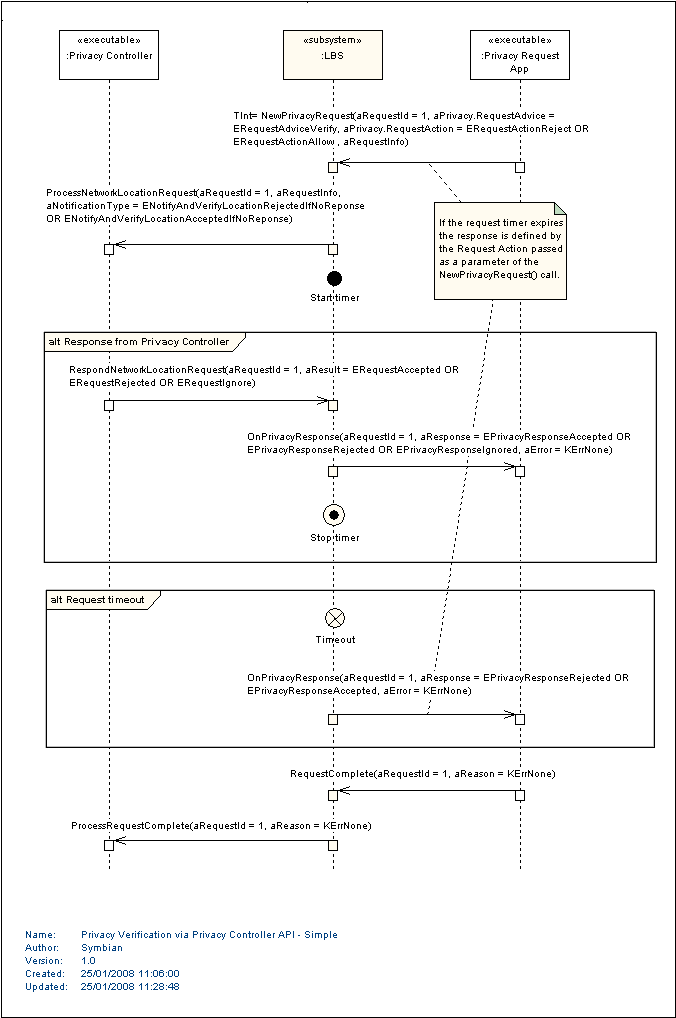 «executable»
:Privacy Controller
«subsystem»
:LBS
«executable»
:Privacy Request
App
TInt= NewPrivacyRequest(aRequestId = 1, aPrivacy.RequestAdvice =
ERequestAdviceVerify, aPrivacy.RequestAction = ERequestActionReject OR
ERequestActionAllow , aRequestInfo)
ProcessNetworkLocationRequest(aRequestId = 1, aRequestInfo,
aNotificationType = ENotifyAndVerifyLocationRejectedIfNoReponse
OR ENotifyAndVerifyLocationAcceptedIfNoReponse)
If the request timer expires
the response is defined by
the Request Action passed
as a parameter of the
NewPrivacyRequest() call.
Start timer
alt Response from Privacy Controller
RespondNetworkLocationRequest(aRequestId = 1, aResult = ERequestAccepted OR
ERequestRejected OR ERequestIgnore)
OnPrivacyResponse(aRequestId = 1, aResponse = EPrivacyResponseAccepted OR
EPrivacyResponseRejected OR EPrivacyResponseIgnored, aError = KErrNone)
Stop timer
alt Request timeout
Timeout
OnPrivacyResponse(aRequestId = 1, aResponse = EPrivacyResponseRejected OR
EPrivacyResponseAccepted, aError = KErrNone)
RequestComplete(aRequestId = 1, aReason = KErrNone)
ProcessRequestComplete(aRequestId = 1, aReason = KErrNone)
Name: Privacy Verification via Privacy Controller API - Simple
Author: Symbian
Version: 1.0
Created: 25/01/2008 11:06:00
Updated: 25/01/2008 11:28:48